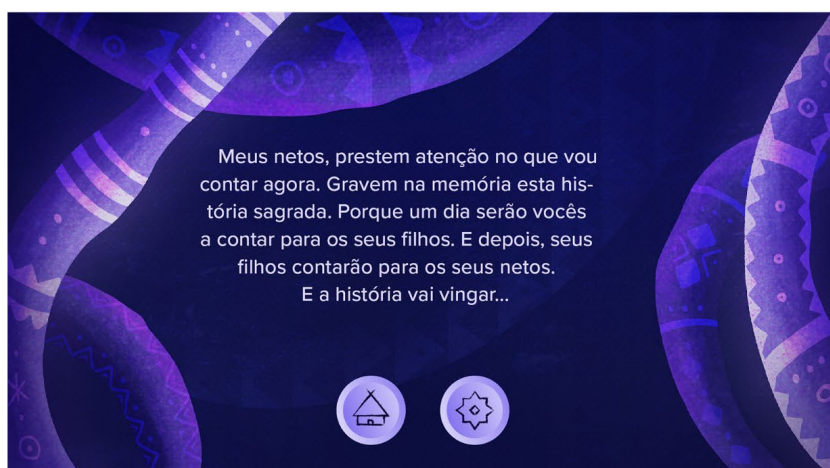 Meus netos, prestem atenção no que vou
contar agora. Gravem na memória esta his-
tória sagrada. Porque um dia serão vocês
a contar para os seus filhos. E depois, seus
filhos contarão para os seus netos.
E a história vai vingar...